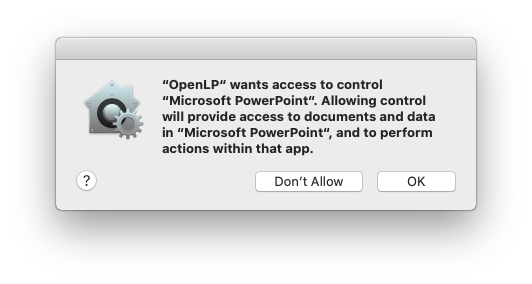 “OpenLP“ wants access to control
“Microsoft PowerPoint“. Allowing control
will provide access to documents and data
in “Microsoft PowerPoint“, and to perform
actions within that app.
?
Don’t Allow
OK